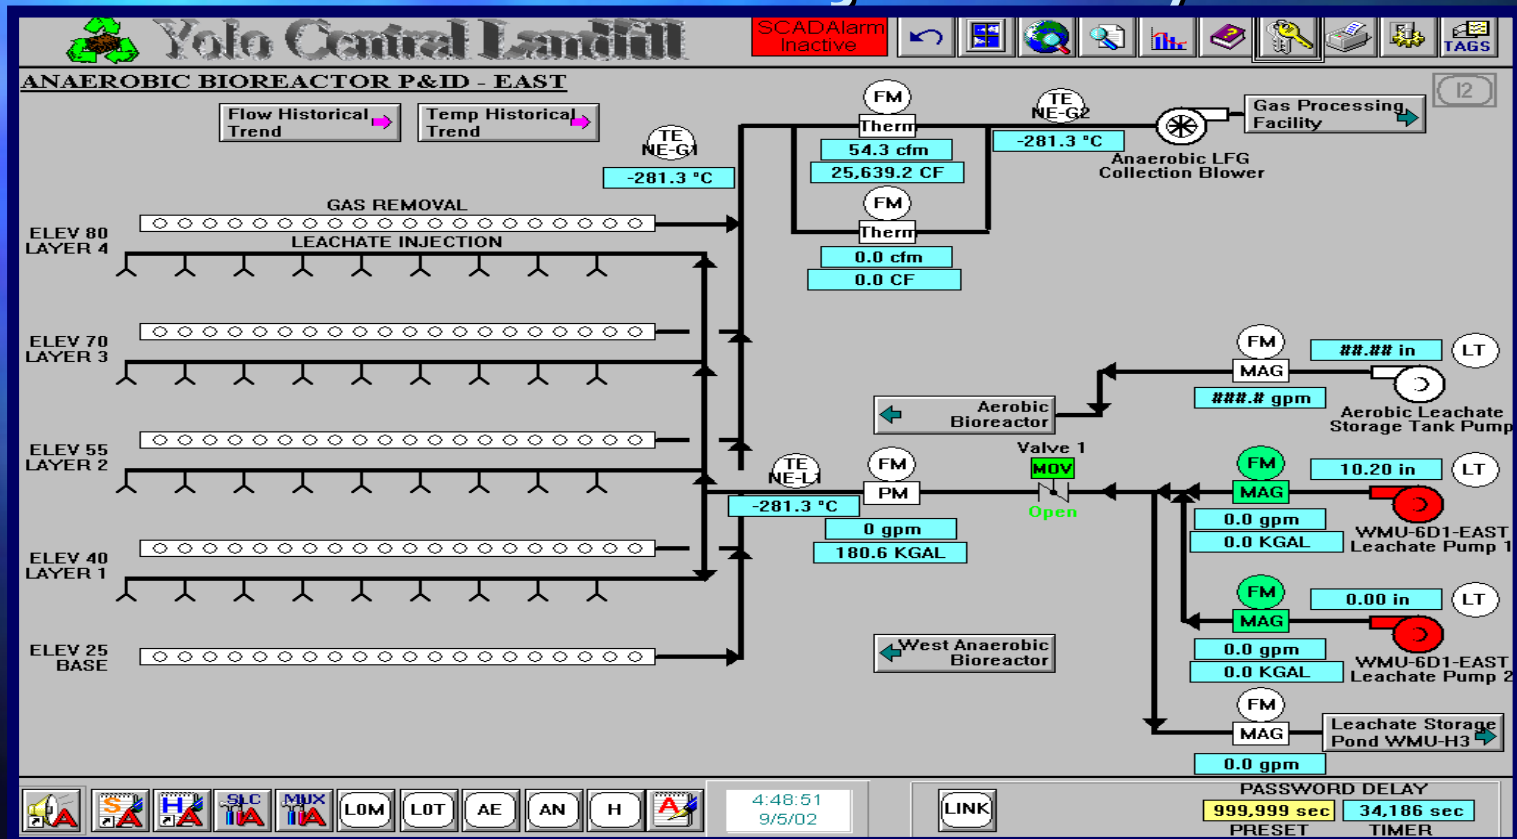 Yolo Central Landfill
SCADAlarm
Inactive
TAGS
ANAEROBIC BIOREACTOR P&ID - EAST
I2
Flow Historical
Trend
Temp Historical
Trend
TE
NE-G1
-281.3 °C
FM
Therm
54.3 cfm
25,639.2 CF
FM
Therm
0.0 cfm
0.0 CF
TE
NE-G2
-281.3 °C
Anaerobic LFG
Collection Blower
Gas Processing
Facility
GAS REMOVAL
ELEV 80
LAYER 4
LEACHATE INJECTION
ELEV 70
LAYER 3
ELEV 55
LAYER 2
ELEV 40
LAYER 1
ELEV 25
BASE
FM
MAG
##.## in
LT
###.# gpm
Aerobic Leachate
Storage Tank Pump
Aerobic
Bioreactor
TE
NE-L1
-281.3 °C
FM
PM
0 gpm
180.6 KGAL
Valve 1
MOV
Open
FM
MAG
10.20 in
LT
0.0 gpm
0.0 KGAL
WMU-6D1-EAST
Leachate Pump 1
FM
MAG
0.00 in
LT
0.0 gpm
0.0 KGAL
WMU-6D1-EAST
Leachate Pump 2
West Anaerobic
Bioreactor
FM
MAG
0.0 gpm
Leachate Storage
Pond WMU-H3
A
S A
H A
SLC A
MUX A
LOM
LOT
AE
AN
H
A
4:48:51
9/5/02
LINK
PASSWORD DELAY
999,999 sec
34,186 sec
PRESET
TIMER